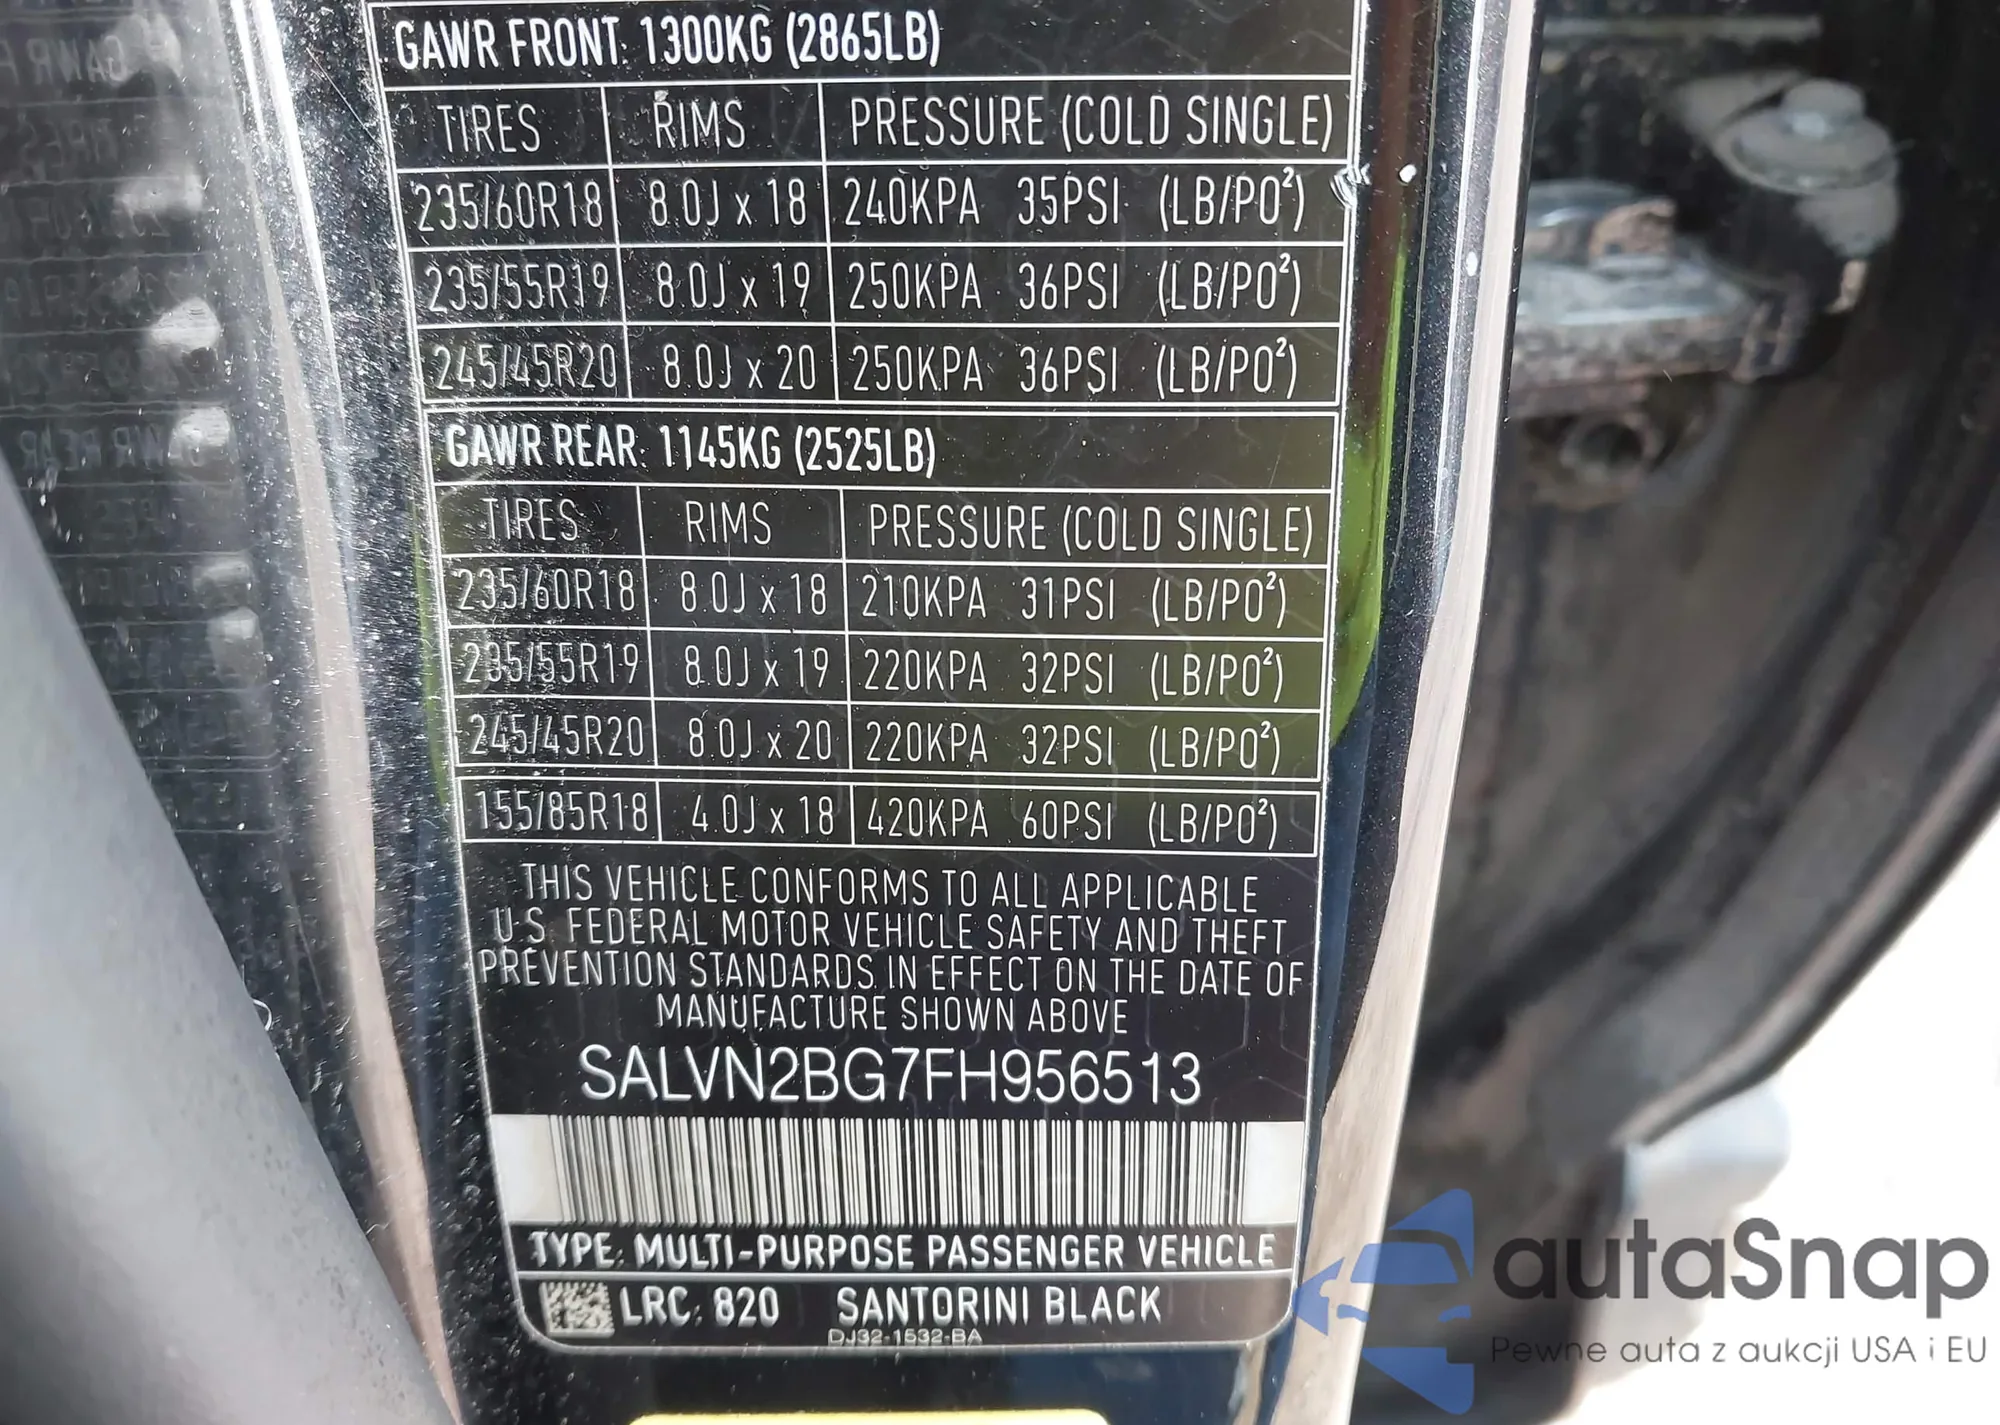 GAWR FRONT: 1300KG (2865LB)
TIRES RIMS PRESSURE (COLD SINGLE)
235/60R18 8.0J x 18 240KPA 35PSI (LB/PO²)
235/55R19 8.0J x 19 250KPA 36PSI (LB/PO²)
245/45R20 8.0J x 20 250KPA 36PSI (LB/PO²)
GAWR REAR: 1145KG (2525LB)
TIRES RIMS PRESSURE (COLD SINGLE)
235/60R18 8.0J x 18 210KPA 31PSI (LB/PO²)
235/55R19 8.0J x 19 220KPA 32PSI (LB/PO²)
245/45R20 8.0J x 20 220KPA 32PSI (LB/PO²)
155/85R18 4.0J x 18 420KPA 60PSI (LB/PO²)
THIS VEHICLE CONFORMS TO ALL APPLICABLE
U.S. FEDERAL MOTOR VEHICLE SAFETY AND THEFT
PREVENTION STANDARDS IN EFFECT ON THE DATE OF
MANUFACTURE SHOWN ABOVE
SALVN2BG7FH956513
TYPE: MULTI-PURPOSE PASSENGER VEHICLE
LRC: 820 SANTORINI BLACK
DJ32-1532-BA
autaSnap
Pewne auta z aukcji USA i EU